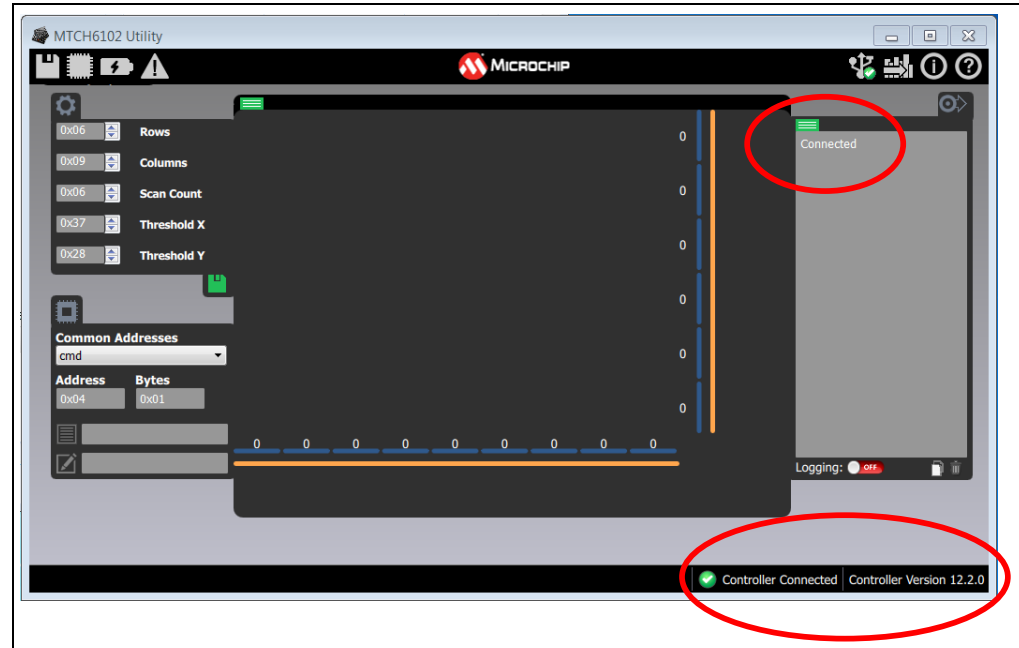 MTCH6102 Utility
MICROCHIP
0x06 Rows
0x09 Columns
0x06 Scan Count
0x37 Threshold X
0x28 Threshold Y
Common Addresses
cmd
Address Bytes
0x04 0x01
0
0
0
0
0
0
0 0 0 0 0 0 0 0 0
Connected
Logging: OFF
Controller Connected Controller Version 12.2.0